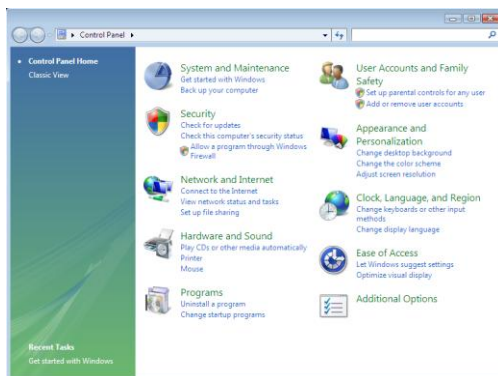 Control Panel
Control Panel Home
Classic View
System and Maintenance
Get started with Windows
Back up your computer
Security
Check for updates
Check this computer's security status
Allow a program through Windows
Firewall
Network and Internet
Connect to the Internet
View network status and tasks
Set up file sharing
Hardware and Sound
Play CDs or other media automatically
Printer
Mouse
Programs
Uninstall a program
Change startup programs
User Accounts and Family
Safety
Set up parental controls for any user
Add or remove user accounts
Appearance and
Personalization
Change desktop background
Change the color scheme
Adjust screen resolution
Clock, Language, and Region
Change keyboards or other input
methods
Change display language
Ease of Access
Let Windows suggest settings
Optimize visual display
Additional Options
Recent Tasks
Get started with Windows